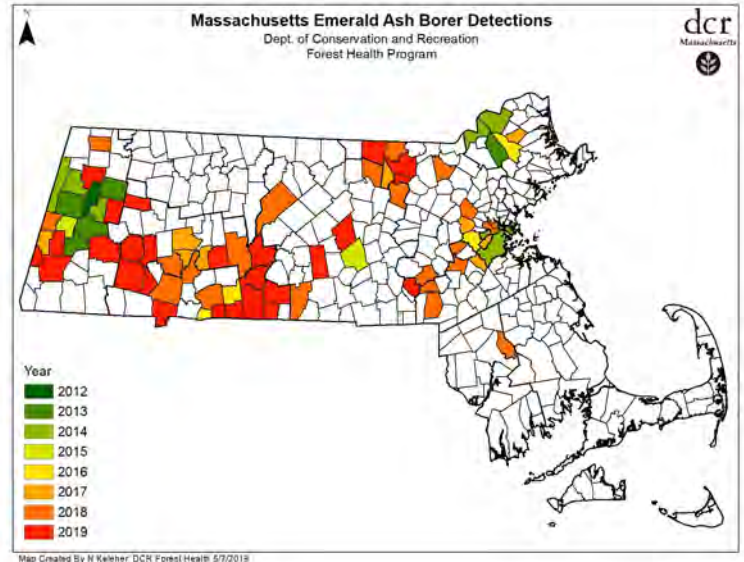 Massachusetts Emerald Ash Borer Detections
Dept. of Conservation and Recreation
Forest Health Program
N
dcr
Massachusetts
Year
2012
2013
2014
2015
2016
2017
2018
2019
Map Created By N Keleher, DCR Forest Health 5/7/2019